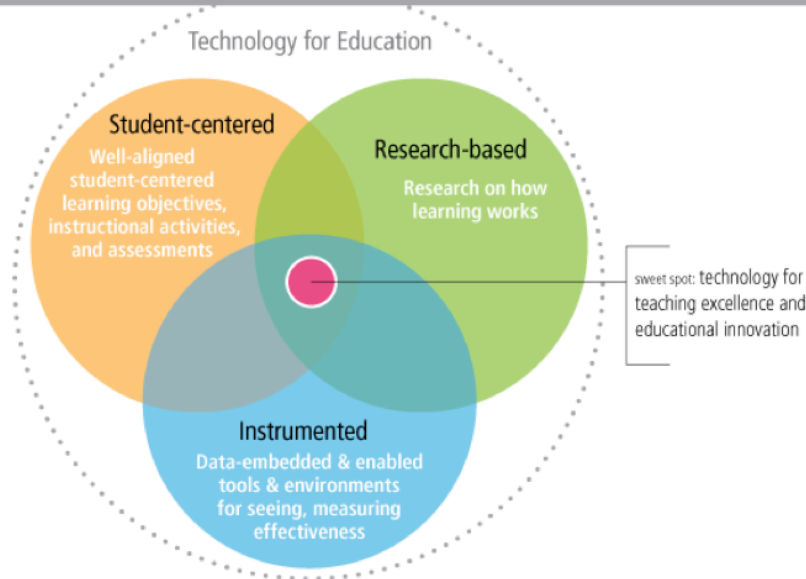 Technology for Education
Student-centered
Well-aligned
student-centered
learning objectives,
instructional activities,
and assessments
Research-based
Research on how
learning works
sweet spot: technology for
teaching excellence and
educational innovation
Instrumented
Data-embedded & enabled
tools & environments
for seeing, measuring
effectiveness